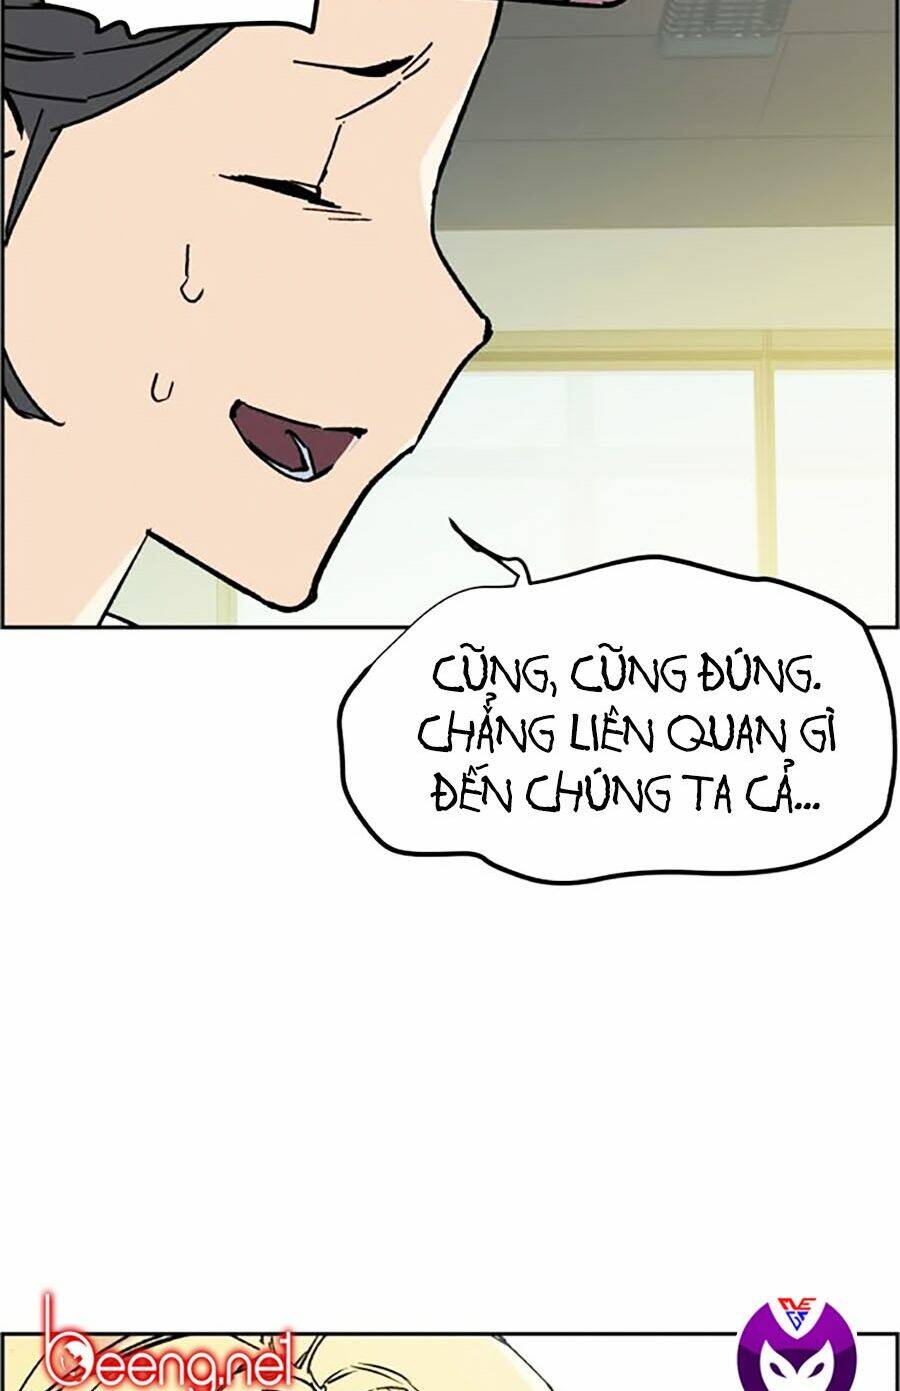 CŨNG, CŨNG ĐÚNG.
CHẲNG LIÊN QUAN GÌ
ĐẾN CHÚNG TA CẢ...
beeng.net